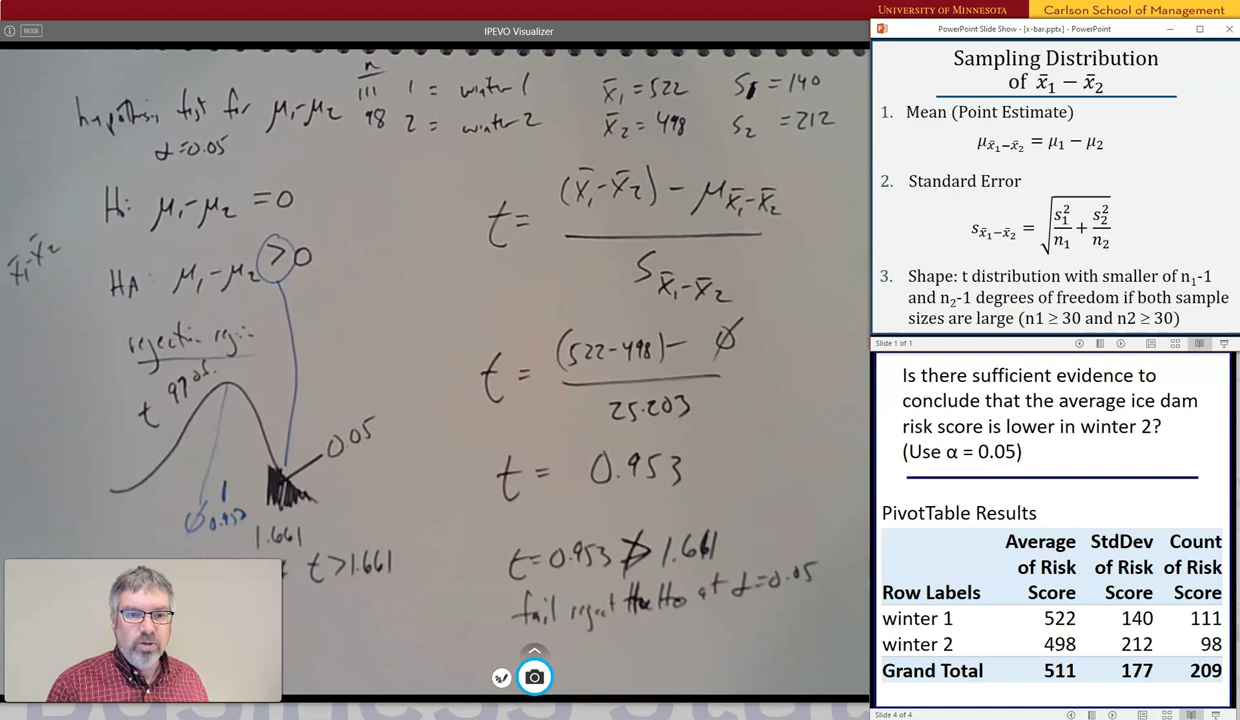 UNIVERSITY OF MINNESOTA
Carlson School of Management
IPEVO Visualizer
MODE
hypothesis test for μ₁-μ₂
α=0.05
n
111 1 = winter 1
98 2 = winter 2
x̄₁=522 S₁=140
x̄₂=498 S₂=212
H₀: μ₁-μ₂ = 0
x̄₁-x̄₂
HA: μ₁-μ₂ > 0
rejection region
t 97 df.
0.05
0.953
1.661
t > 1.661
t = (x̄₁-x̄₂) - μx̄₁-x̄₂
Sx̄₁-x̄₂
t = (522-498) - 0
25.203
t = 0.953
t = 0.953 ≯ 1.661
fail reject the H₀ at α=0.05
PowerPoint Slide Show - [x-bar.pptx] - PowerPoint
Sampling Distribution
of x̄₁ − x̄₂
1. Mean (Point Estimate)
μx̄₁−x̄₂ = μ₁ − μ₂
2. Standard Error
sx̄₁−x̄₂ = √(s₁²/n₁ + s₂²/n₂)
3. Shape: t distribution with smaller of n₁-1
and n₂-1 degrees of freedom if both sample
sizes are large (n1 ≥ 30 and n2 ≥ 30)
Slide 1 of 1
Is there sufficient evidence to
conclude that the average ice dam
risk score is lower in winter 2?
(Use α = 0.05)
PivotTable Results
Average StdDev Count
of Risk of Risk of Risk
Row Labels Score Score Score
winter 1 522 140 111
winter 2 498 212 98
Grand Total 511 177 209
Slide 4 of 4